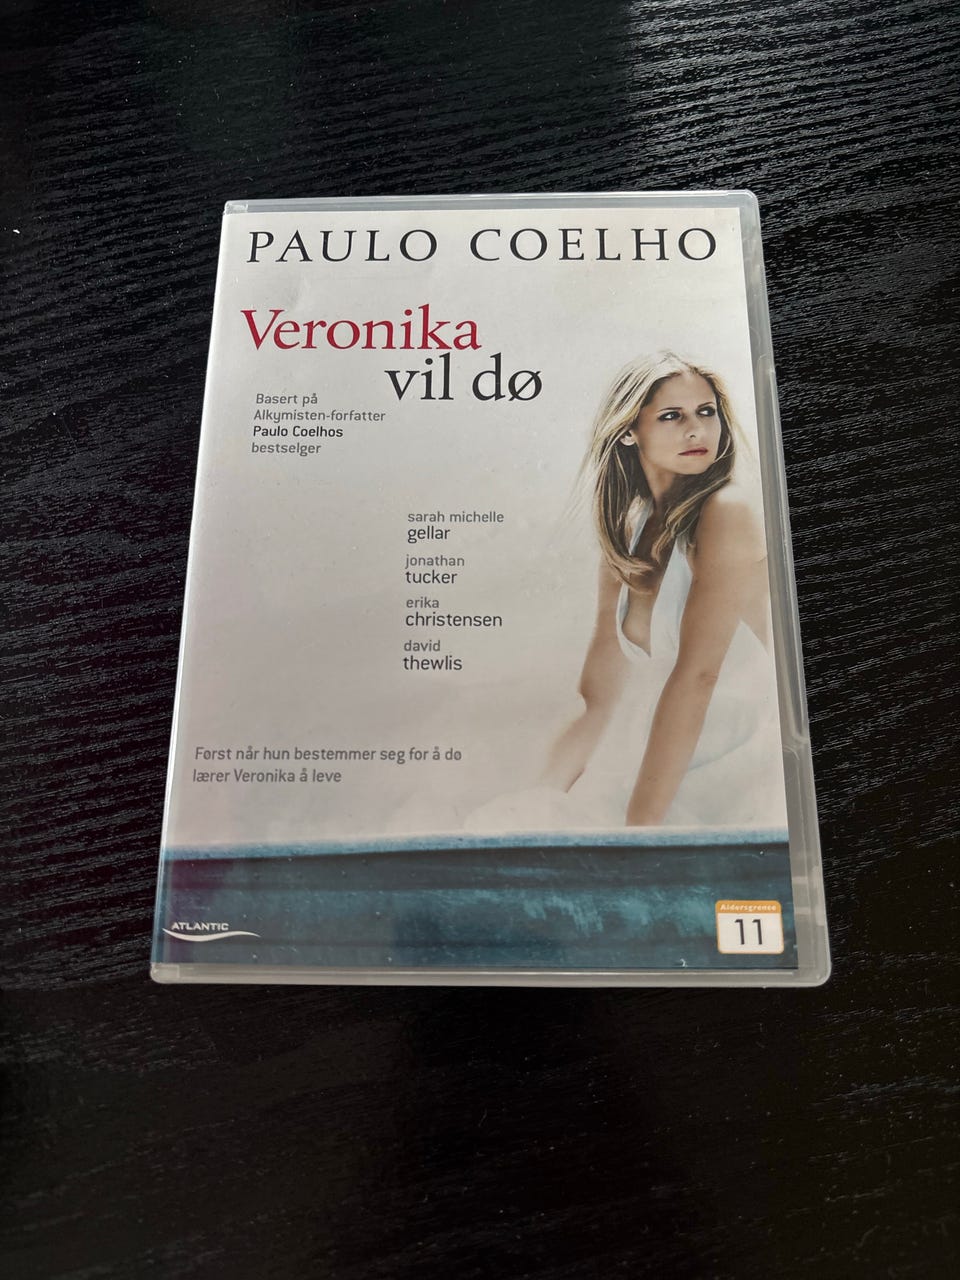 PAULO COELHO
Veronika
vil dø
Basert på
Alkymisten-forfatter
Paulo Coelhos
bestselger
sarah michelle
gellar
jonathan
tucker
erika
christensen
david
thewlis
Først når hun bestemmer seg for å dø
lærer Veronika å leve
ATLANTIC
Aldersgrense
11